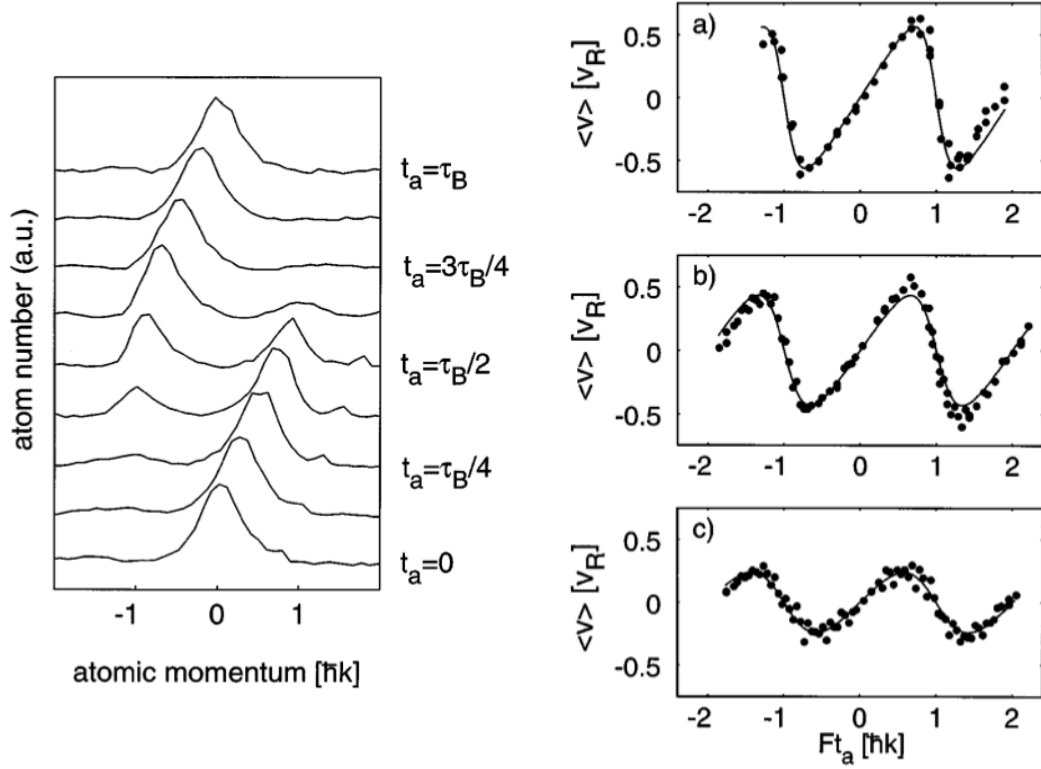 atom number (a.u.)
t_a=τ_B
t_a=3τ_B/4
t_a=τ_B/2
t_a=τ_B/4
t_a=0
-1 0 1
atomic momentum [ħk]
a)
<v> [v_R]
0.5
0
-0.5
-2 -1 0 1 2
b)
<v> [v_R]
0.5
0
-0.5
-2 -1 0 1 2
c)
<v> [v_R]
0.5
0
-0.5
-2 -1 0 1 2
Ft_a [ħk]